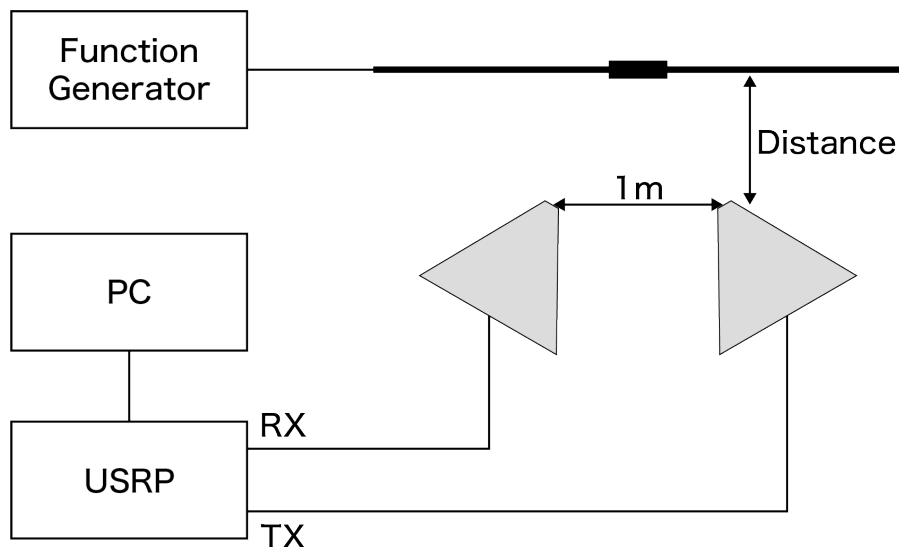 Function
Generator
Distance
1m
PC
RX
USRP
TX